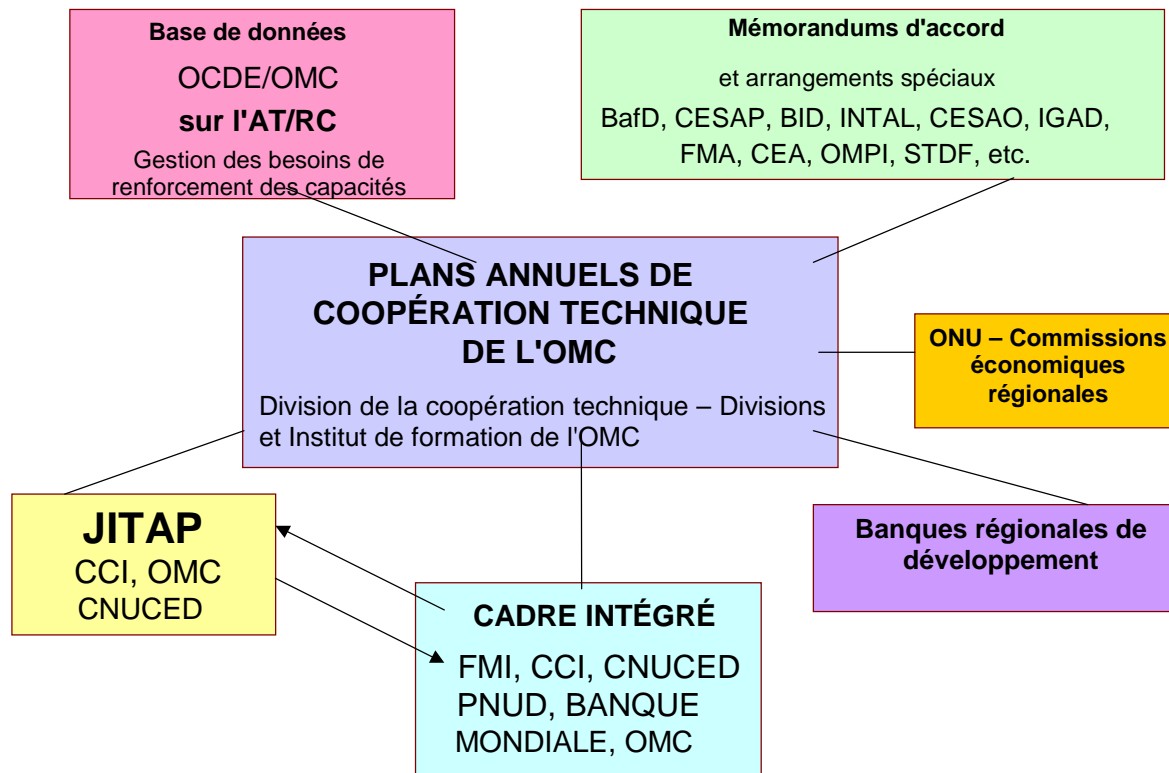 Base de données
OCDE/OMC
sur l'AT/RC
Gestion des besoins de
renforcement des capacités
Mémorandums d'accord
et arrangements spéciaux
BafD, CESAP, BID, INTAL, CESAO, IGAD,
FMA, CEA, OMPI, STDF, etc.
PLANS ANNUELS DE
COOPÉRATION TECHNIQUE
DE L'OMC
Division de la coopération technique – Divisions
et Institut de formation de l'OMC
ONU – Commissions
économiques
régionales
JITAP
CCI, OMC
CNUCED
Banques régionales de
développement
CADRE INTÉGRÉ
FMI, CCI, CNUCED
PNUD, BANQUE
MONDIALE, OMC